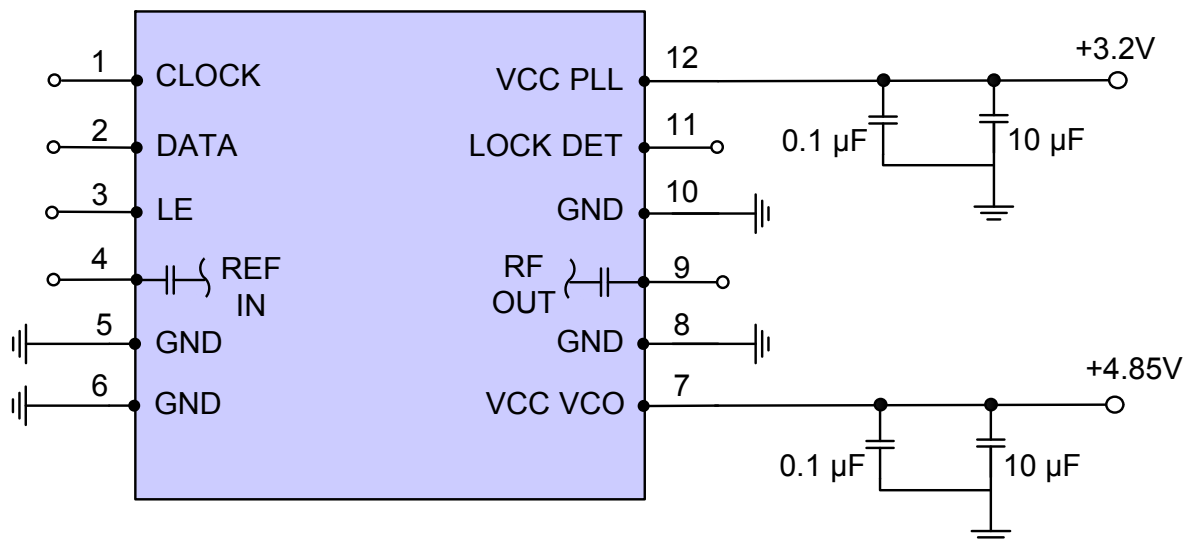 1
CLOCK
2
DATA
3
LE
4
REF
IN
5
GND
6
GND
VCC PLL
12
+3.2V
0.1 µF
10 µF
LOCK DET
11
GND
10
RF
OUT
9
GND
8
VCC VCO
7
+4.85V
0.1 µF
10 µF